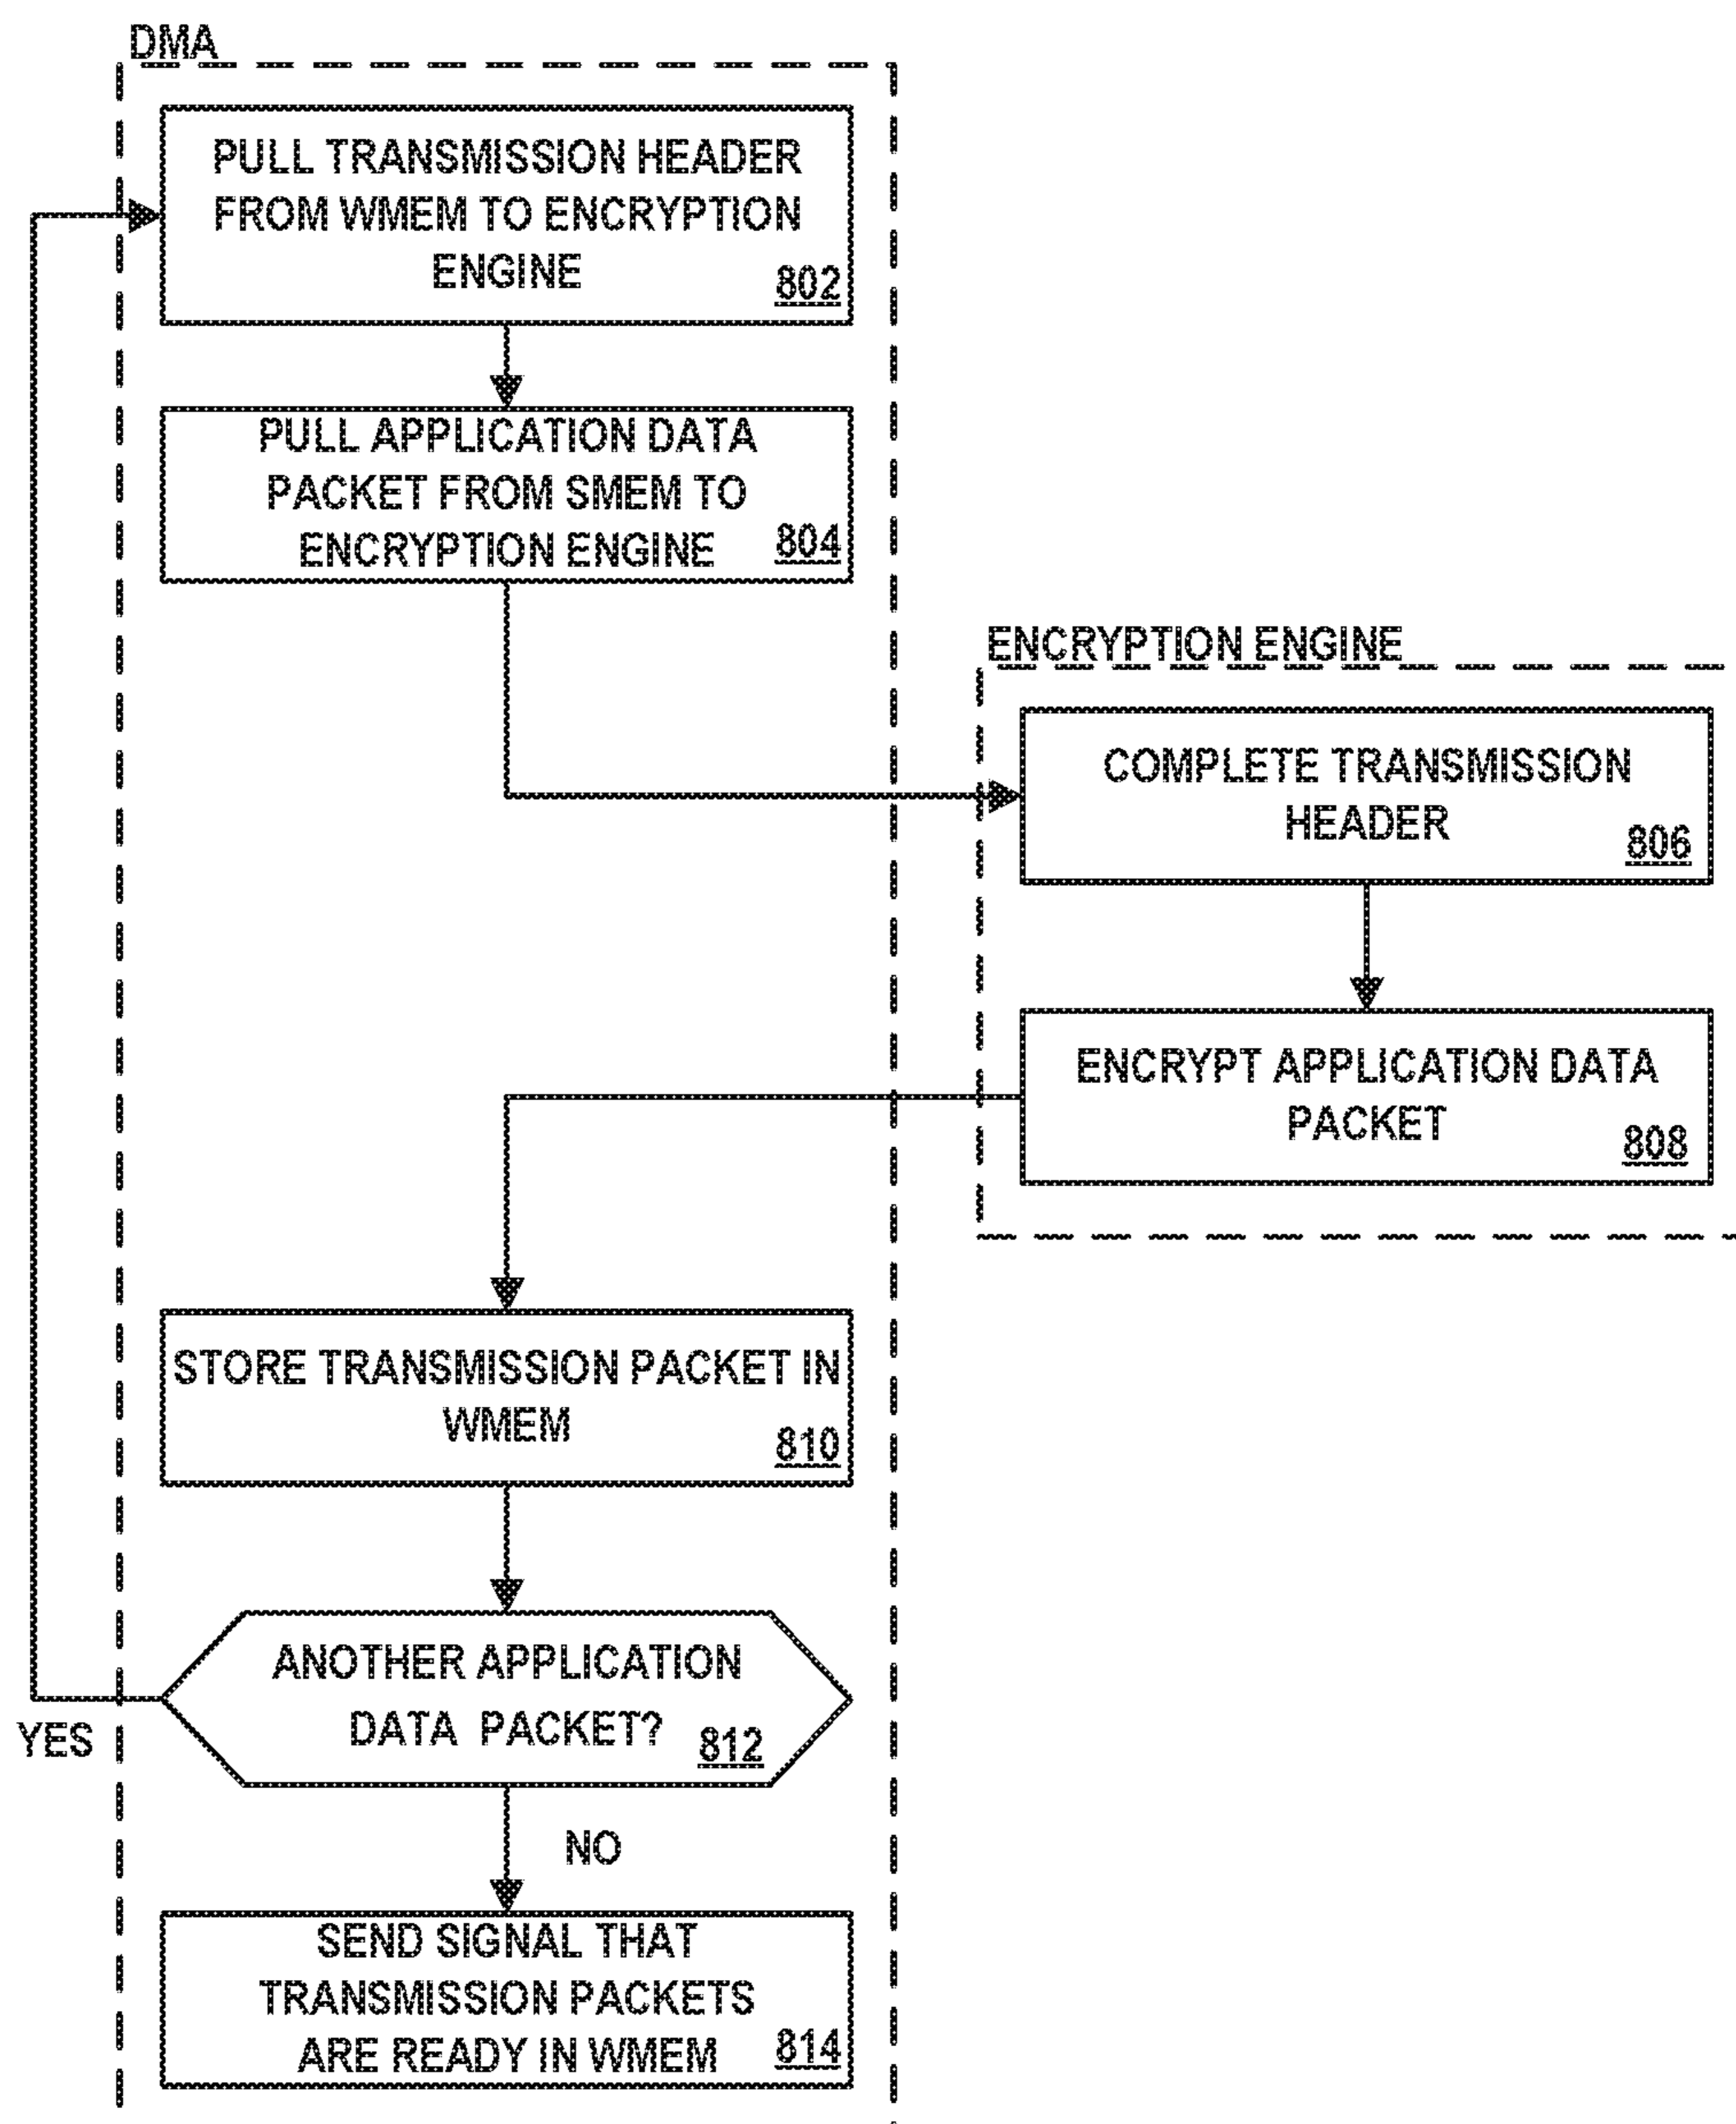 DMA
PULL TRANSMISSION HEADER
FROM WMEM TO ENCRYPTION
ENGINE
802
PULL APPLICATION DATA
PACKET FROM SMEM TO
ENCRYPTION ENGINE
804
ENCRYPTION ENGINE
COMPLETE TRANSMISSION
HEADER
806
ENCRYPT APPLICATION DATA
PACKET
808
STORE TRANSMISSION PACKET IN
WMEM
810
ANOTHER APPLICATION
DATA PACKET?
812
YES
NO
SEND SIGNAL THAT
TRANSMISSION PACKETS
ARE READY IN WMEM
814